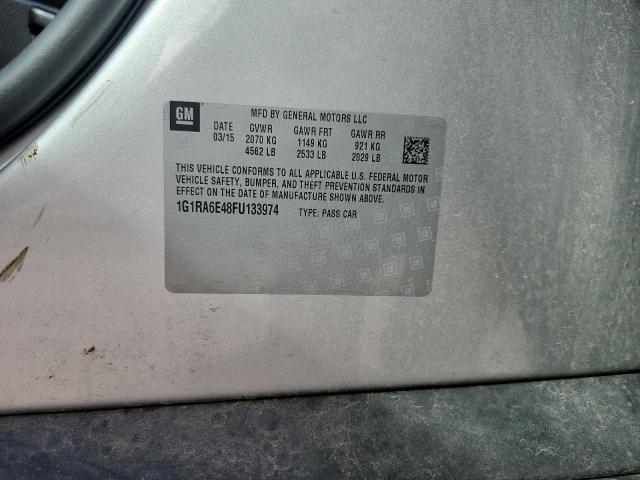 GM
MFD BY GENERAL MOTORS LLC
DATE GVWR GAWR FRT GAWR RR
03/15 2070 KG 1149 KG 921 KG
4562 LB 2533 LB 2029 LB
THIS VEHICLE CONFORMS TO ALL APPLICABLE U.S. FEDERAL MOTOR
VEHICLE SAFETY, BUMPER, AND THEFT PREVENTION STANDARDS IN
EFFECT ON THE DATE OF MANUFACTURE SHOWN ABOVE.
1G1RA6E48FU133974 TYPE: PASS CAR